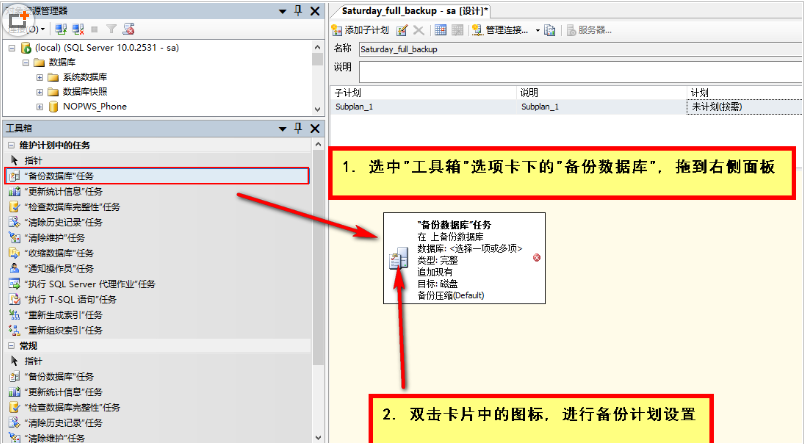 资源管理器
(local) (SQL Server 10.0.2531 - sa)
数据库
系统数据库
数据库快照
NOPWS_Phone
工具箱
维护计划中的任务
指针
“备份数据库”任务
“更新统计信息”任务
“检查数据库完整性”任务
“清除历史记录”任务
“清除维护”任务
“收缩数据库”任务
“通知操作员”任务
“执行 SQL Server 代理作业”任务
“执行 T-SQL 语句”任务
“重新生成索引”任务
“重新组织索引”任务
常规
指针
“备份数据库”任务
“更新统计信息”任务
“检查数据库完整性”任务
“清除历史记录”任务
“清除维护”任务
Saturday_full_backup - sa [设计]*
添加子计划
管理连接...
服务器...
名称
Saturday_full_backup
说明
子计划 说明 计划
Subplan_1 Subplan_1 未计划(按需)
1. 选中"工具箱"选项卡下的"备份数据库", 拖到右侧面板
“备份数据库”任务
在 上备份数据库
数据库: <选择一项或多项>
类型: 完整
追加现有
目标: 磁盘
备份压缩(Default)
2. 双击卡片中的图标, 进行备份计划设置